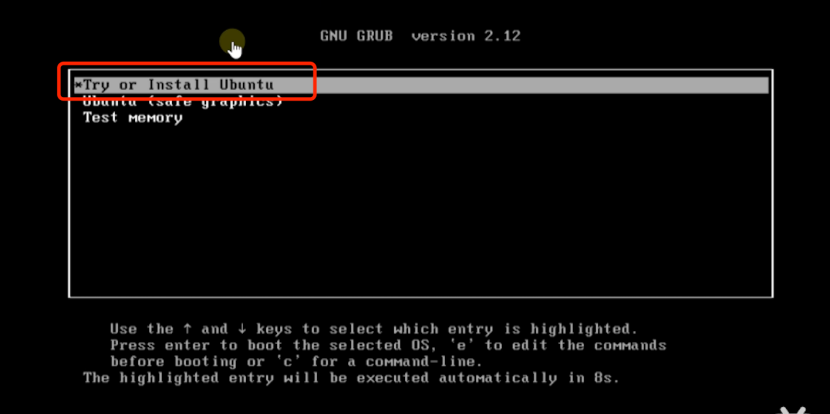 GNU GRUB version 2.12
*Try or Install Ubuntu
Ubuntu (safe graphics)
Test memory
Use the ↑ and ↓ keys to select which entry is highlighted.
Press enter to boot the selected OS, 'e' to edit the commands
before booting or 'c' for a command-line.
The highlighted entry will be executed automatically in 8s.